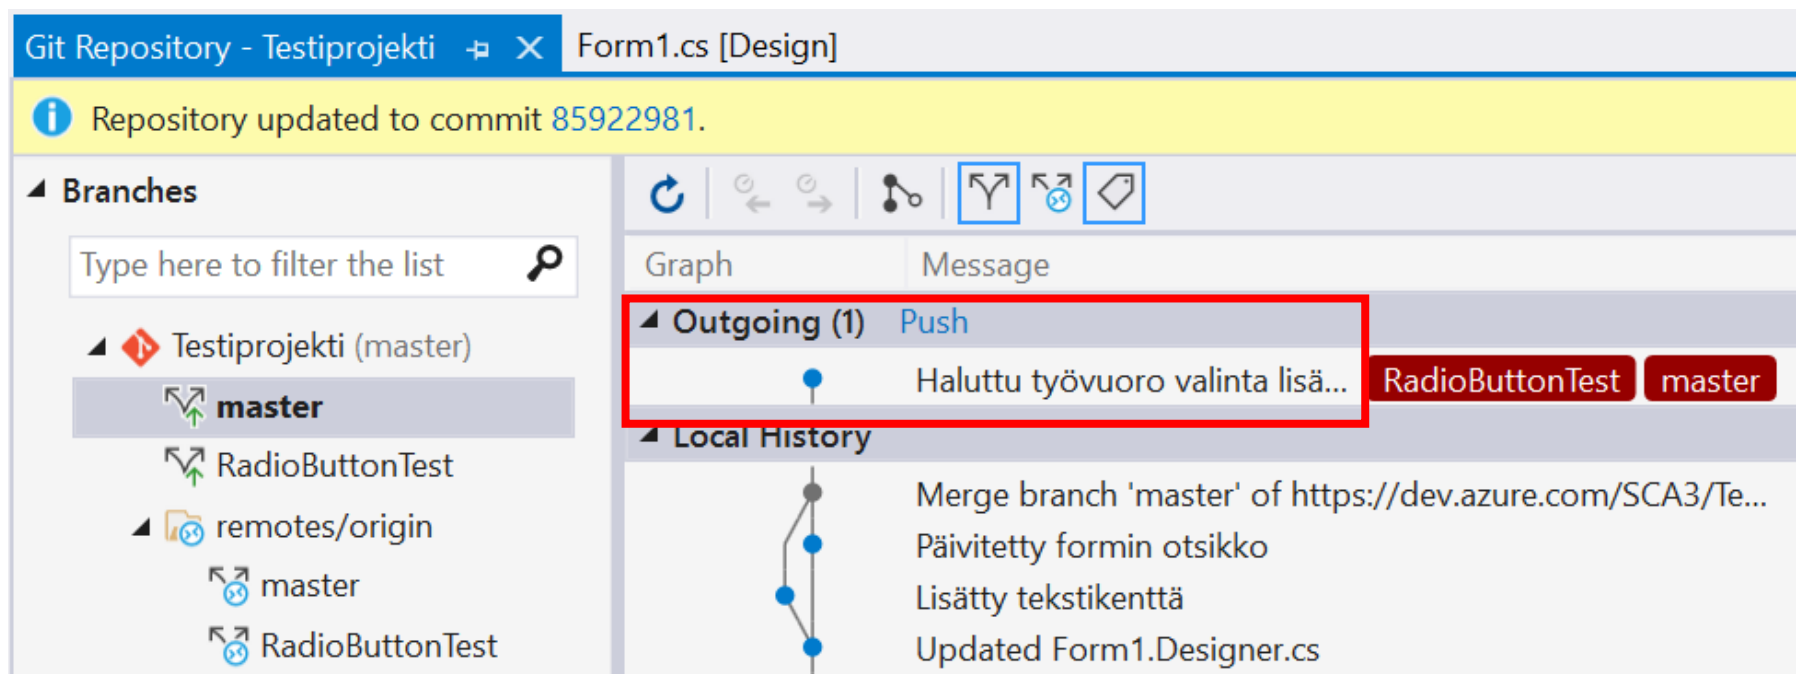 Git Repository - Testiprojekti
Form1.cs [Design]
Repository updated to commit 85922981.
Branches
Type here to filter the list
Testiprojekti (master)
master
RadioButtonTest
remotes/origin
master
RadioButtonTest
Graph Message
Outgoing (1) Push
Haluttu työvuoro valinta lisä... RadioButtonTest master
Local History
Merge branch 'master' of https://dev.azure.com/SCA3/Te...
Päivitetty formin otsikko
Lisätty tekstikenttä
Updated Form1.Designer.cs